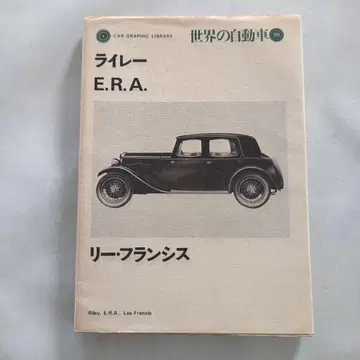 CAR GRAPHIC LIBRARY
世界の自動車
ライレー
E.R.A.
リー・フランシス
Riley, E.R.A., Lea Francis